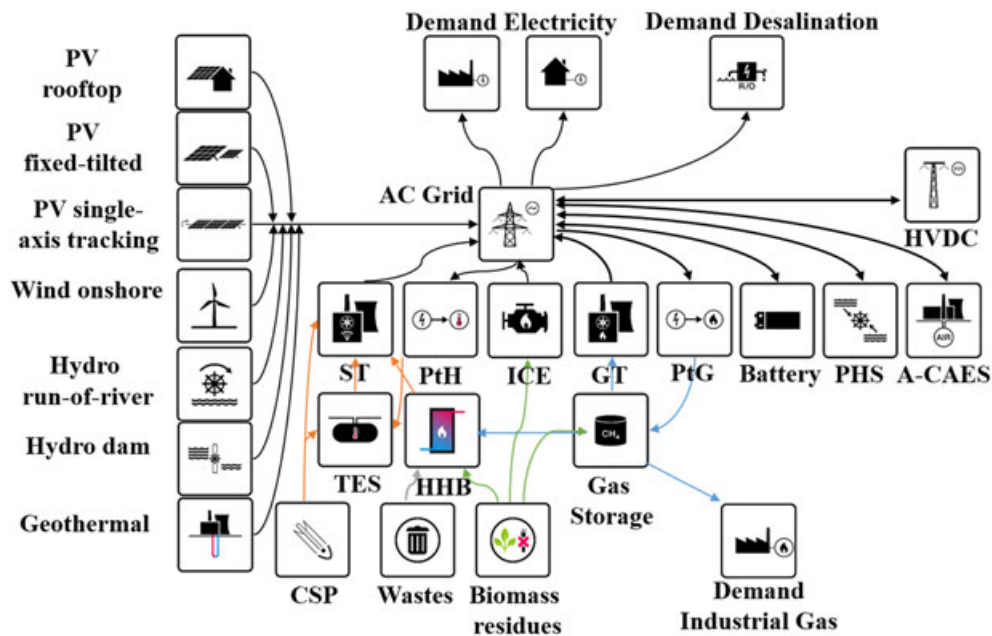 Demand Electricity
Demand Desalination
PV
rooftop
R/O
PV
fixed-tilted
AC Grid
PV single-
axis tracking
HVDC
Wind onshore
ST
PtH
ICE
GT
PtG
Battery
PHS
A-CAES
AIR
Hydro
run-of-river
Hydro dam
TES
HHB
CH4
Gas
Storage
Geothermal
CSP
Wastes
Biomass
residues
Demand
Industrial Gas